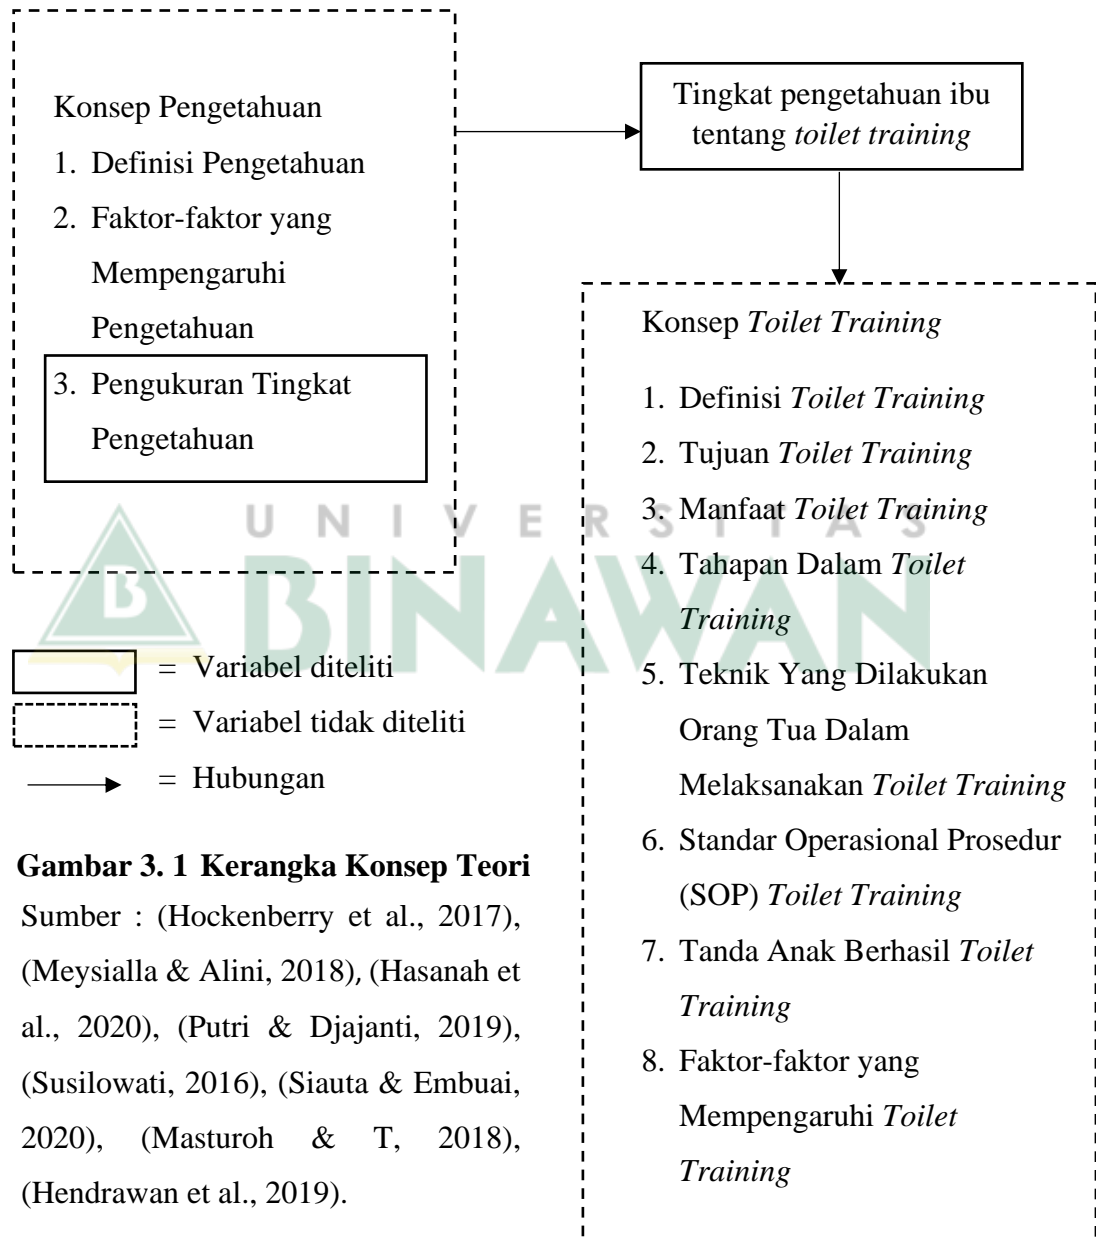 Konsep Pengetahuan
1. Definisi Pengetahuan
2. Faktor-faktor yang
Mempengaruhi
Pengetahuan
3. Pengukuran Tingkat
Pengetahuan
Tingkat pengetahuan ibu
tentang toilet training
Konsep Toilet Training
1. Definisi Toilet Training
2. Tujuan Toilet Training
3. Manfaat Toilet Training
4. Tahapan Dalam Toilet
Training
5. Teknik Yang Dilakukan
Orang Tua Dalam
Melaksanakan Toilet Training
6. Standar Operasional Prosedur
(SOP) Toilet Training
7. Tanda Anak Berhasil Toilet
Training
8. Faktor-faktor yang
Mempengaruhi Toilet
Training
UNIVERSITAS
B BINAWAN
= Variabel diteliti
= Variabel tidak diteliti
= Hubungan
Gambar 3. 1 Kerangka Konsep Teori
Sumber : (Hockenberry et al., 2017),
(Meysialla & Alini, 2018), (Hasanah et
al., 2020), (Putri & Djajanti, 2019),
(Susilowati, 2016), (Siauta & Embuai,
2020), (Masturoh & T, 2018),
(Hendrawan et al., 2019).